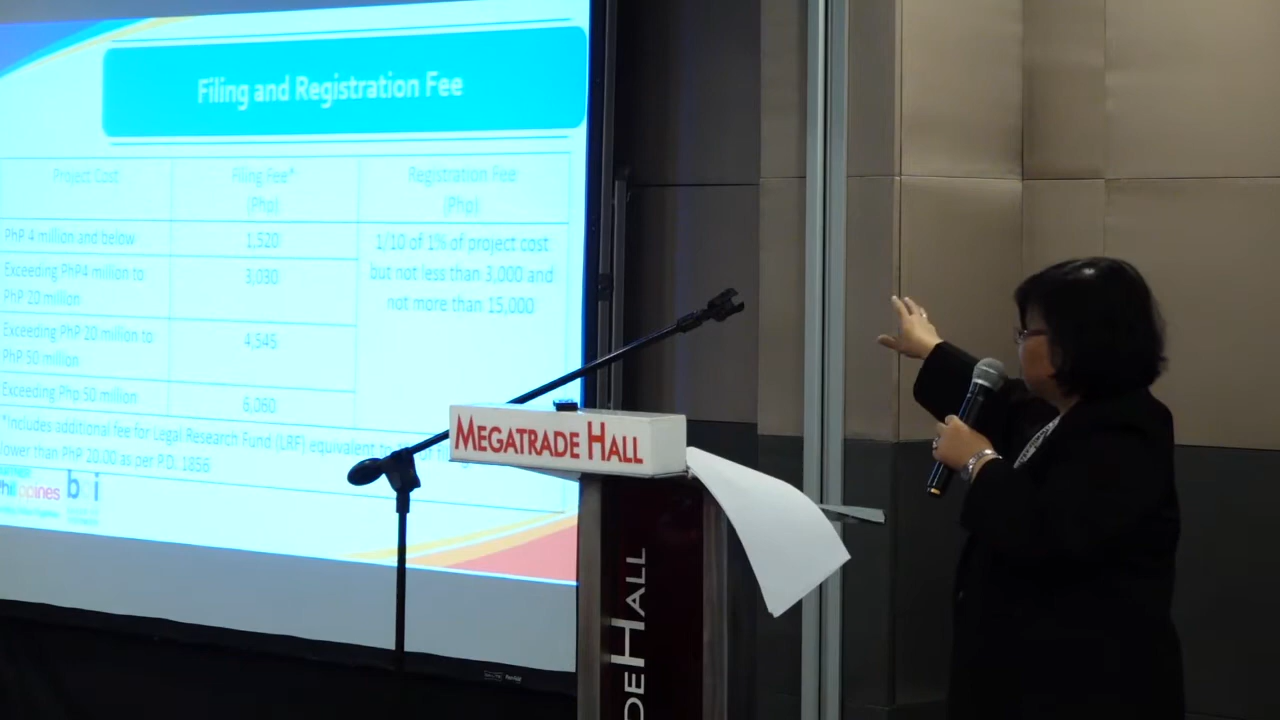 Filing and Registration Fee
Project Cost
Filing Fee*
(Php)
Registration Fee
(Php)
PhP 4 million and below
1,520
1/10 of 1% of project cost
but not less than 3,000 and
not more than 15,000
Exceeding PhP4 million to
PhP 20 million
3,030
Exceeding PhP 20 million to
PhP 50 million
4,545
Exceeding Php 50 million
6,060
*Includes additional fee for Legal Research Fund (LRF) equivalent to
lower than PhP 20.00 as per P.D. 1856
Philippines
boi
MEGATRADE HALL
DEHALL